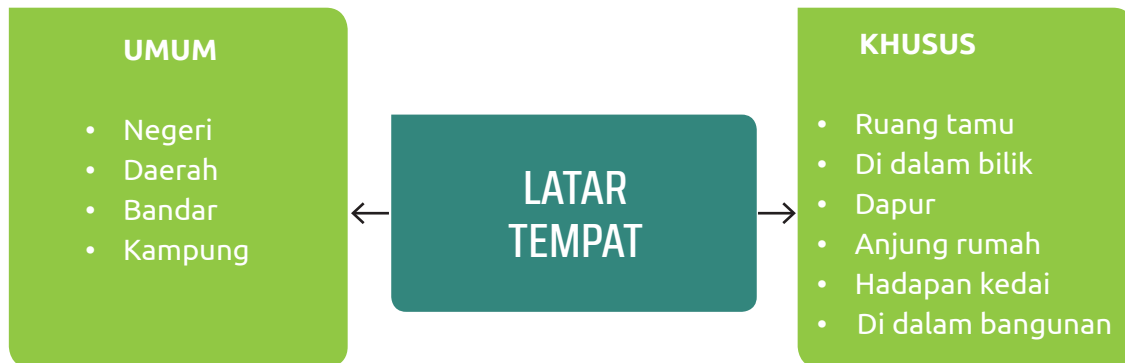 UMUM
• Negeri
• Daerah
• Bandar
• Kampung
LATAR
TEMPAT
KHUSUS
• Ruang tamu
• Di dalam bilik
• Dapur
• Anjung rumah
• Hadapan kedai
• Di dalam bangunan